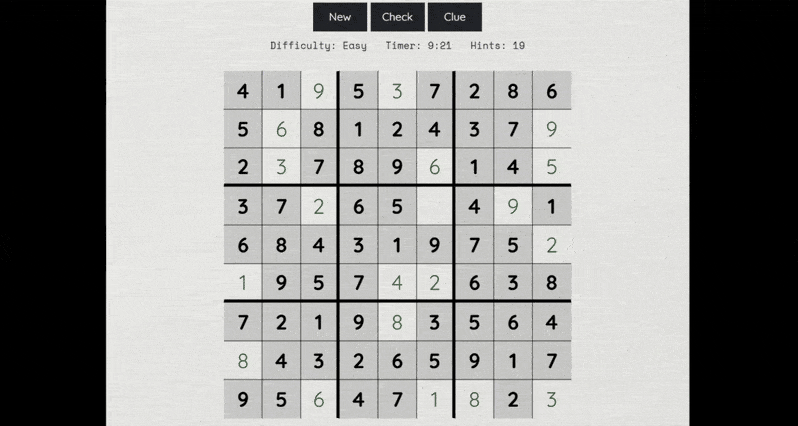 New Check Clue
Difficulty: Easy Timer: 9:21 Hints: 19
4 1 9 5 3 7 2 8 6
5 6 8 1 2 4 3 7 9
2 3 7 8 9 6 1 4 5
3 7 2 6 5 4 9 1
6 8 4 3 1 9 7 5 2
1 9 5 7 4 2 6 3 8
7 2 1 9 8 3 5 6 4
8 4 3 2 6 5 9 1 7
9 5 6 4 7 1 8 2 3